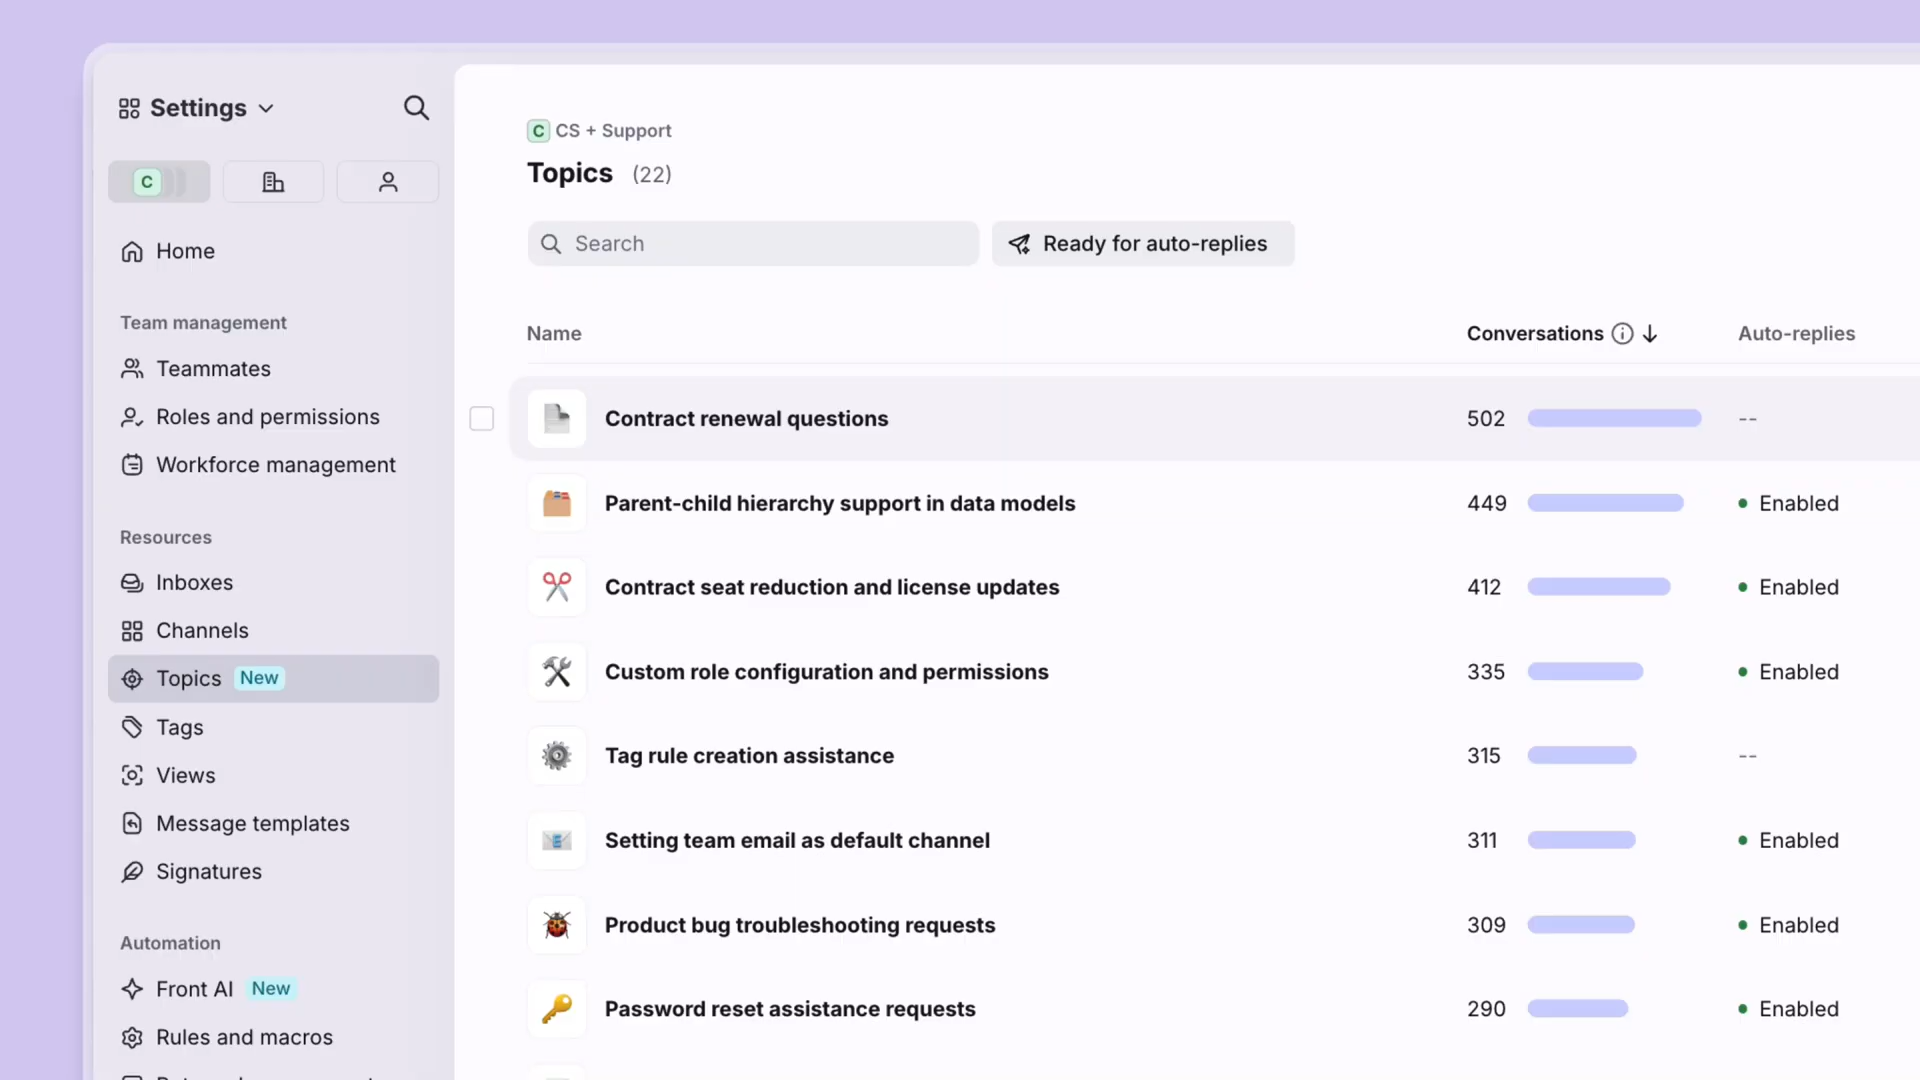 Settings
C
Home
Team management
Teammates
Roles and permissions
Workforce management
Resources
Inboxes
Channels
Topics New
Tags
Views
Message templates
Signatures
Automation
Front AI New
Rules and macros
C CS + Support
Topics (22)
Search
Ready for auto-replies
Name Conversations Auto-replies
Contract renewal questions 502 --
Parent-child hierarchy support in data models 449 Enabled
Contract seat reduction and license updates 412 Enabled
Custom role configuration and permissions 335 Enabled
Tag rule creation assistance 315 --
Setting team email as default channel 311 Enabled
Product bug troubleshooting requests 309 Enabled
Password reset assistance requests 290 Enabled